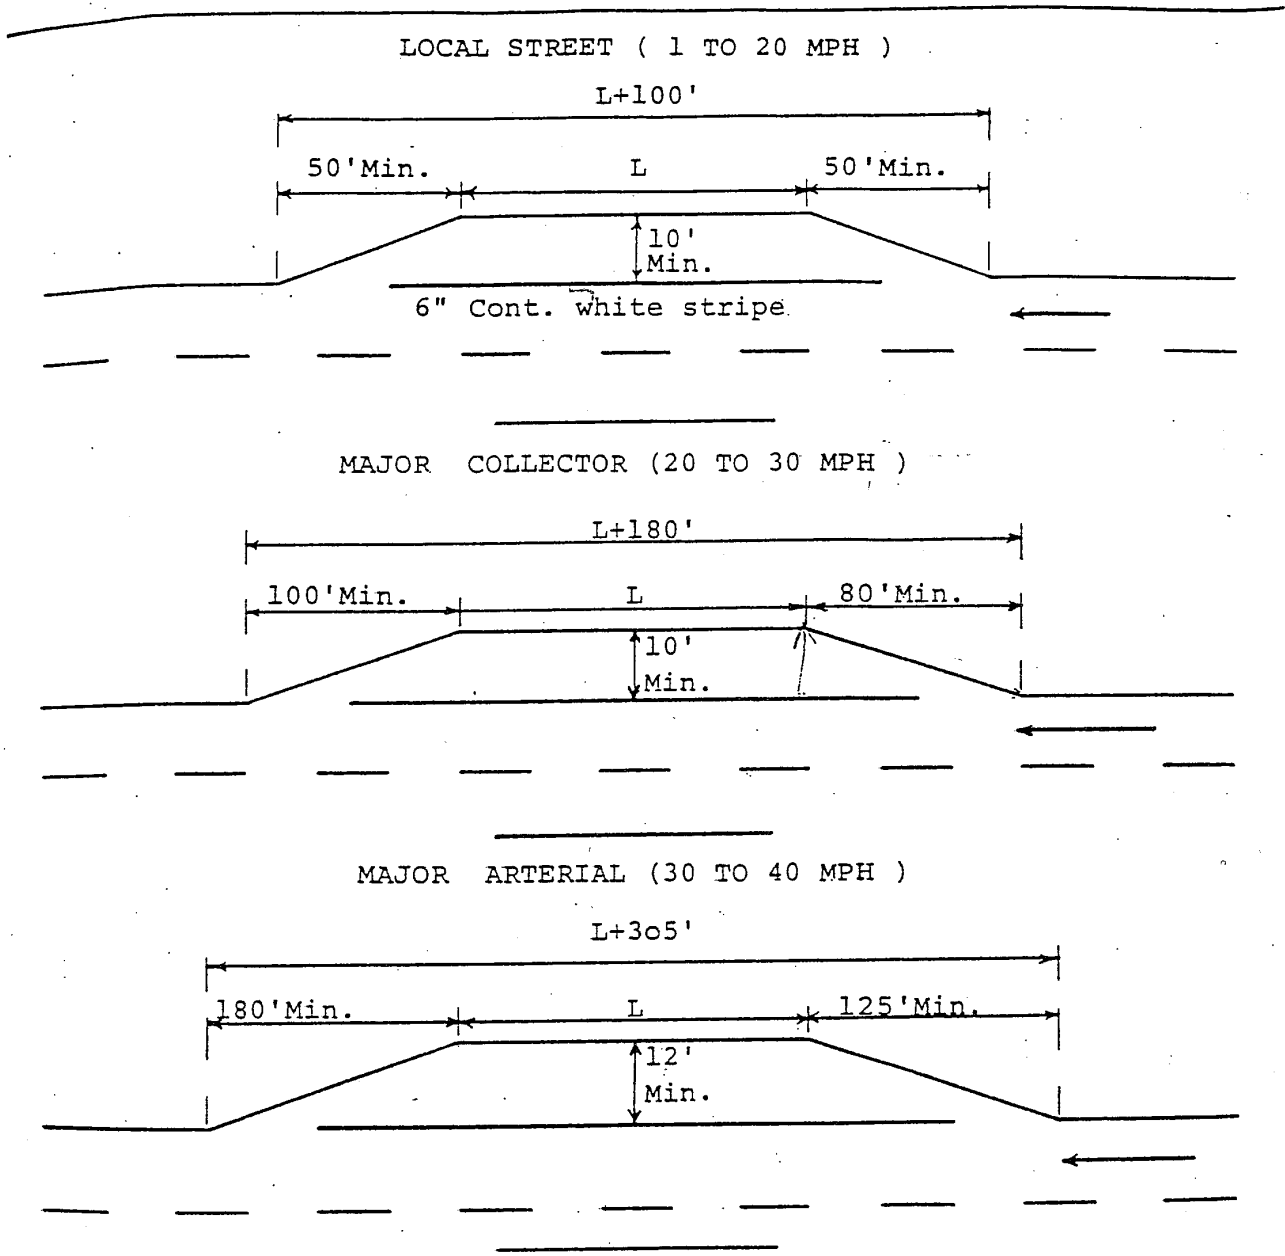 LOCAL STREET ( 1 TO 20 MPH )
L+100'
50'Min. L 50'Min.
10'
Min.
6" Cont. white stripe
MAJOR COLLECTOR (20 TO 30 MPH )
L+180'
100'Min. L 80'Min.
10'
Min.
MAJOR ARTERIAL (30 TO 40 MPH )
L+3o5'
180'Min. L 125'Min.
12'
Min.